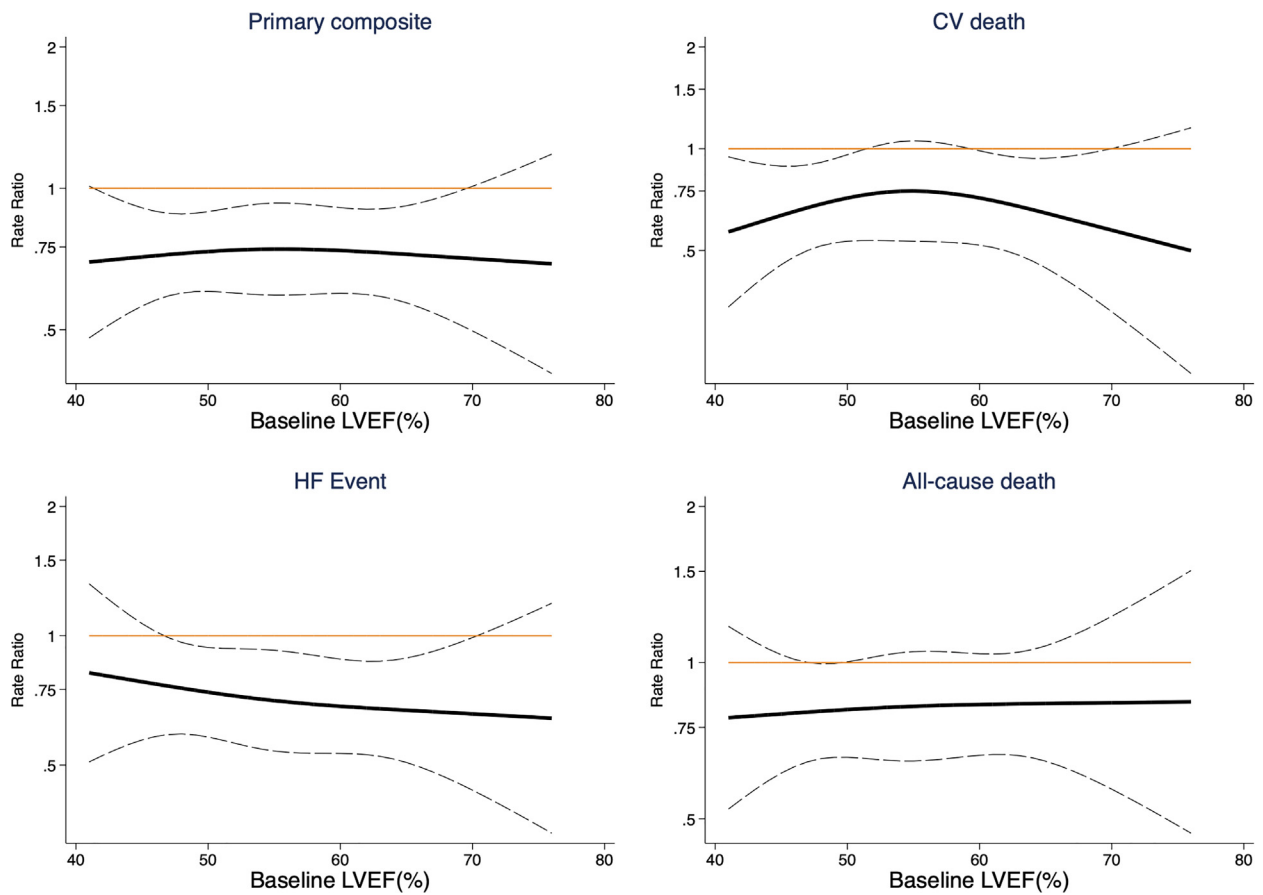 Primary composite
2
1.5
1
.75
.5
Rate Ratio
40 50 60 70 80
Baseline LVEF(%)
CV death
2
1.5
1
.75
.5
Rate Ratio
40 50 60 70 80
Baseline LVEF(%)
HF Event
2
1.5
1
.75
.5
Rate Ratio
40 50 60 70 80
Baseline LVEF(%)
All-cause death
2
1.5
1
.75
.5
Rate Ratio
40 50 60 70 80
Baseline LVEF(%)